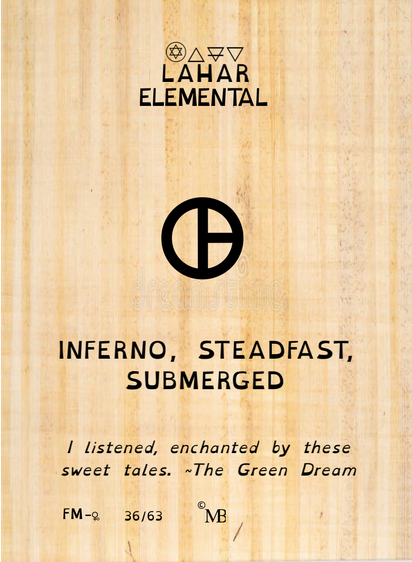 LAHAR
ELEMENTAL
INFERNO, STEADFAST,
SUBMERGED
I listened, enchanted by these
sweet tales. ~The Green Dream
FM-♀ 36/63 © MB